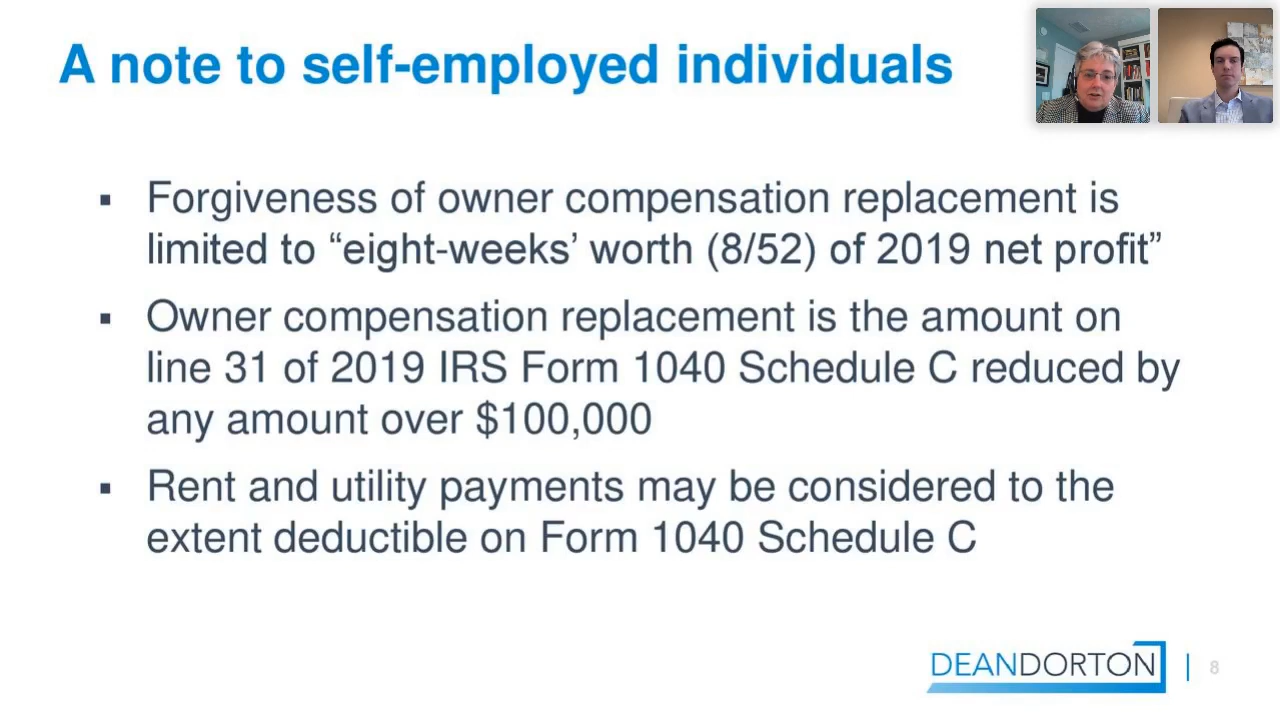 A note to self-employed individuals
▪ Forgiveness of owner compensation replacement is
limited to “eight-weeks’ worth (8/52) of 2019 net profit”
▪ Owner compensation replacement is the amount on
line 31 of 2019 IRS Form 1040 Schedule C reduced by
any amount over $100,000
▪ Rent and utility payments may be considered to the
extent deductible on Form 1040 Schedule C
DEANDORTON | 8